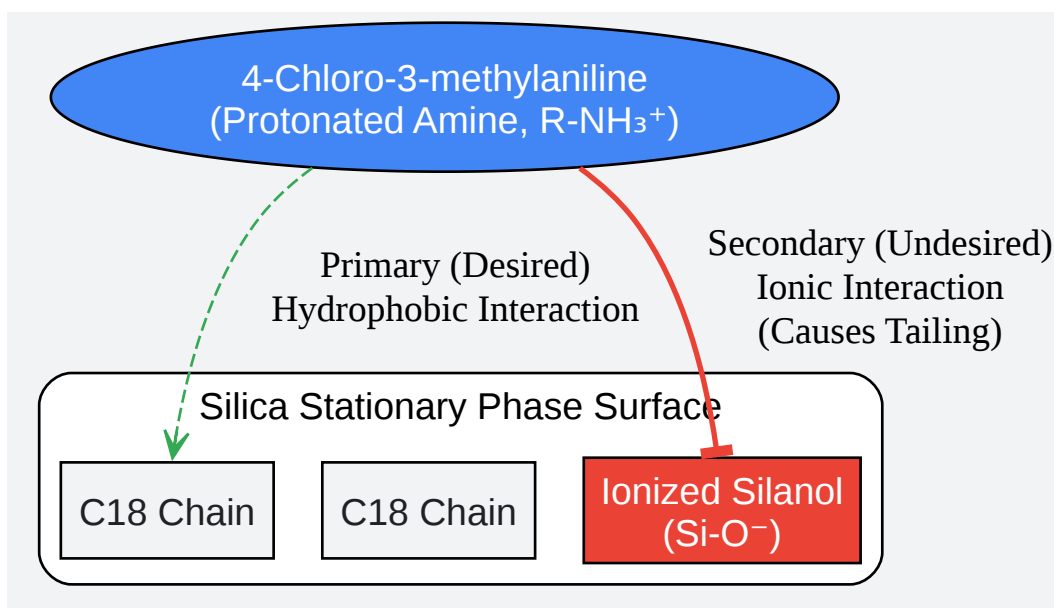 4-Chloro-3-methylaniline
(Protonated Amine, R-NH₃⁺)
Primary (Desired)
Hydrophobic Interaction
Secondary (Undesired)
Ionic Interaction
(Causes Tailing)
Silica Stationary Phase Surface
C18 Chain
C18 Chain
Ionized Silanol
(Si-O⁻)